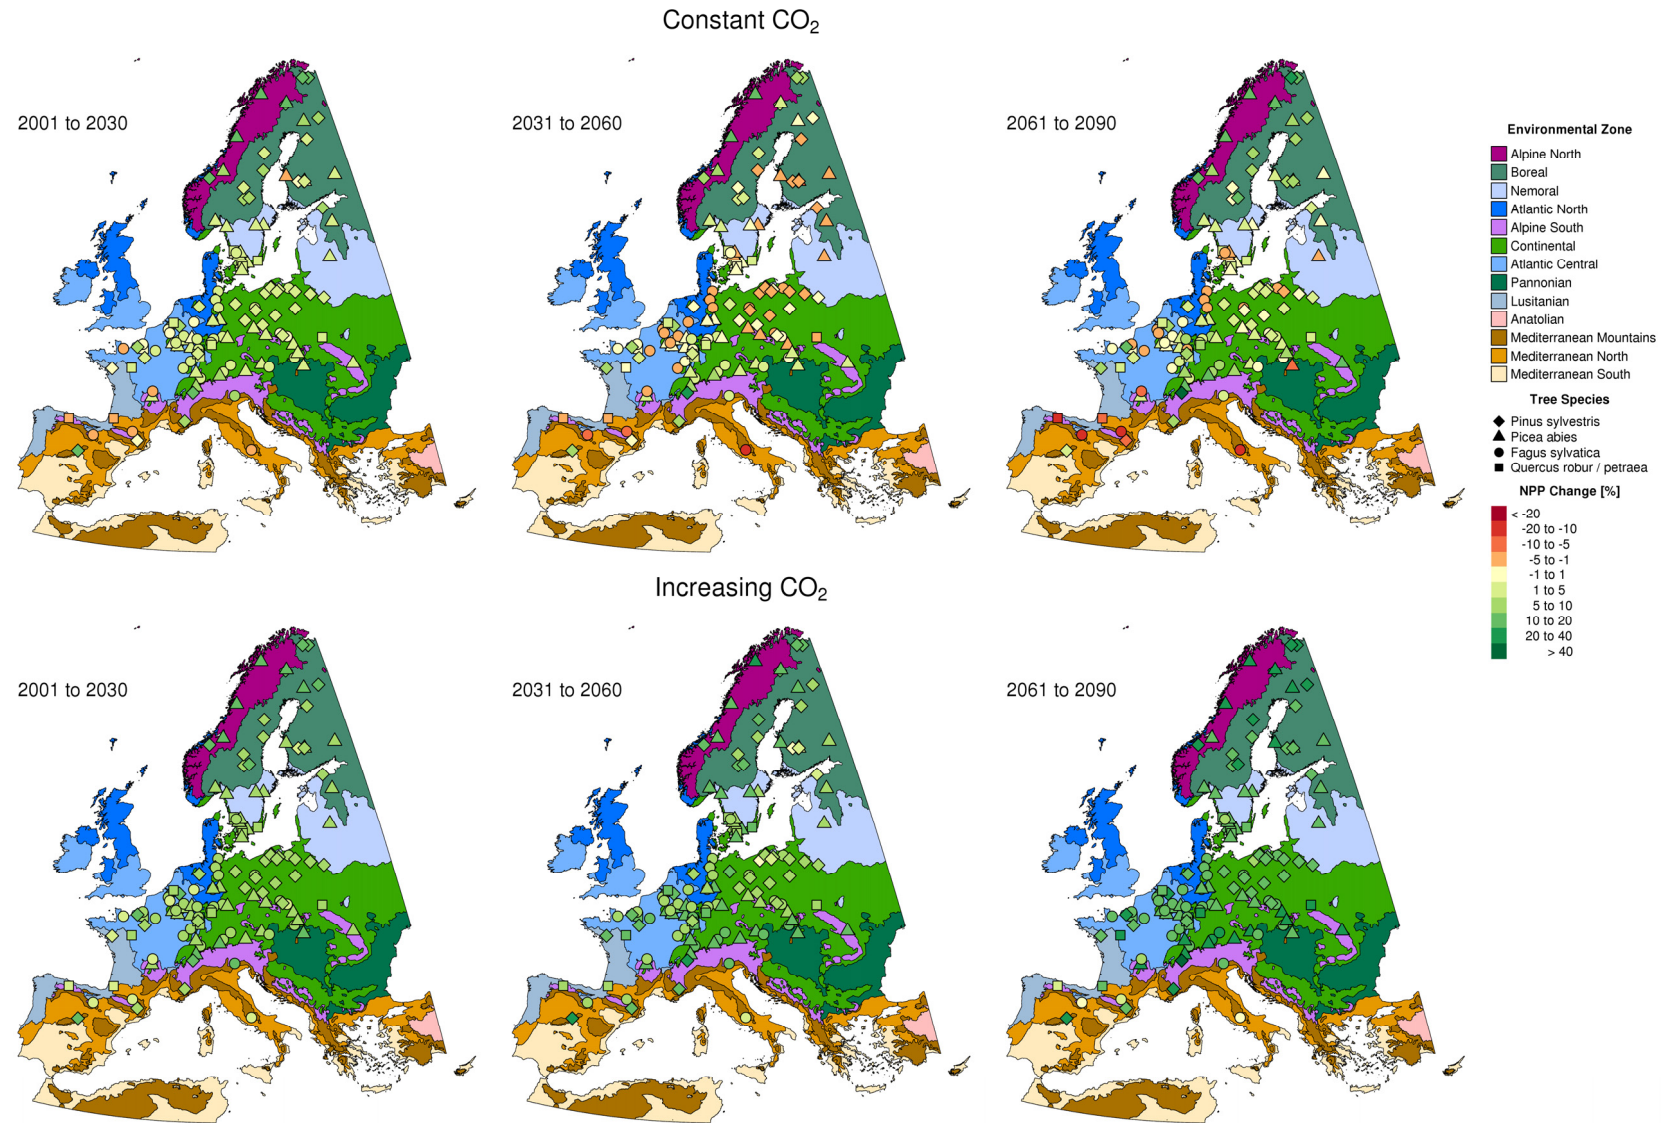 Constant CO₂
2001 to 2030
2031 to 2060
2061 to 2090
Environmental Zone
Alpine North
Boreal
Nemoral
Atlantic North
Alpine South
Continental
Atlantic Central
Pannonian
Lusitanian
Anatolian
Mediterranean Mountains
Mediterranean North
Mediterranean South
Tree Species
Pinus sylvestris
Picea abies
Fagus sylvatica
Quercus robur / petraea
NPP Change [%]
< -20
-20 to -10
-10 to -5
-5 to -1
-1 to 1
1 to 5
5 to 10
10 to 20
20 to 40
> 40
Increasing CO₂
2001 to 2030
2031 to 2060
2061 to 2090